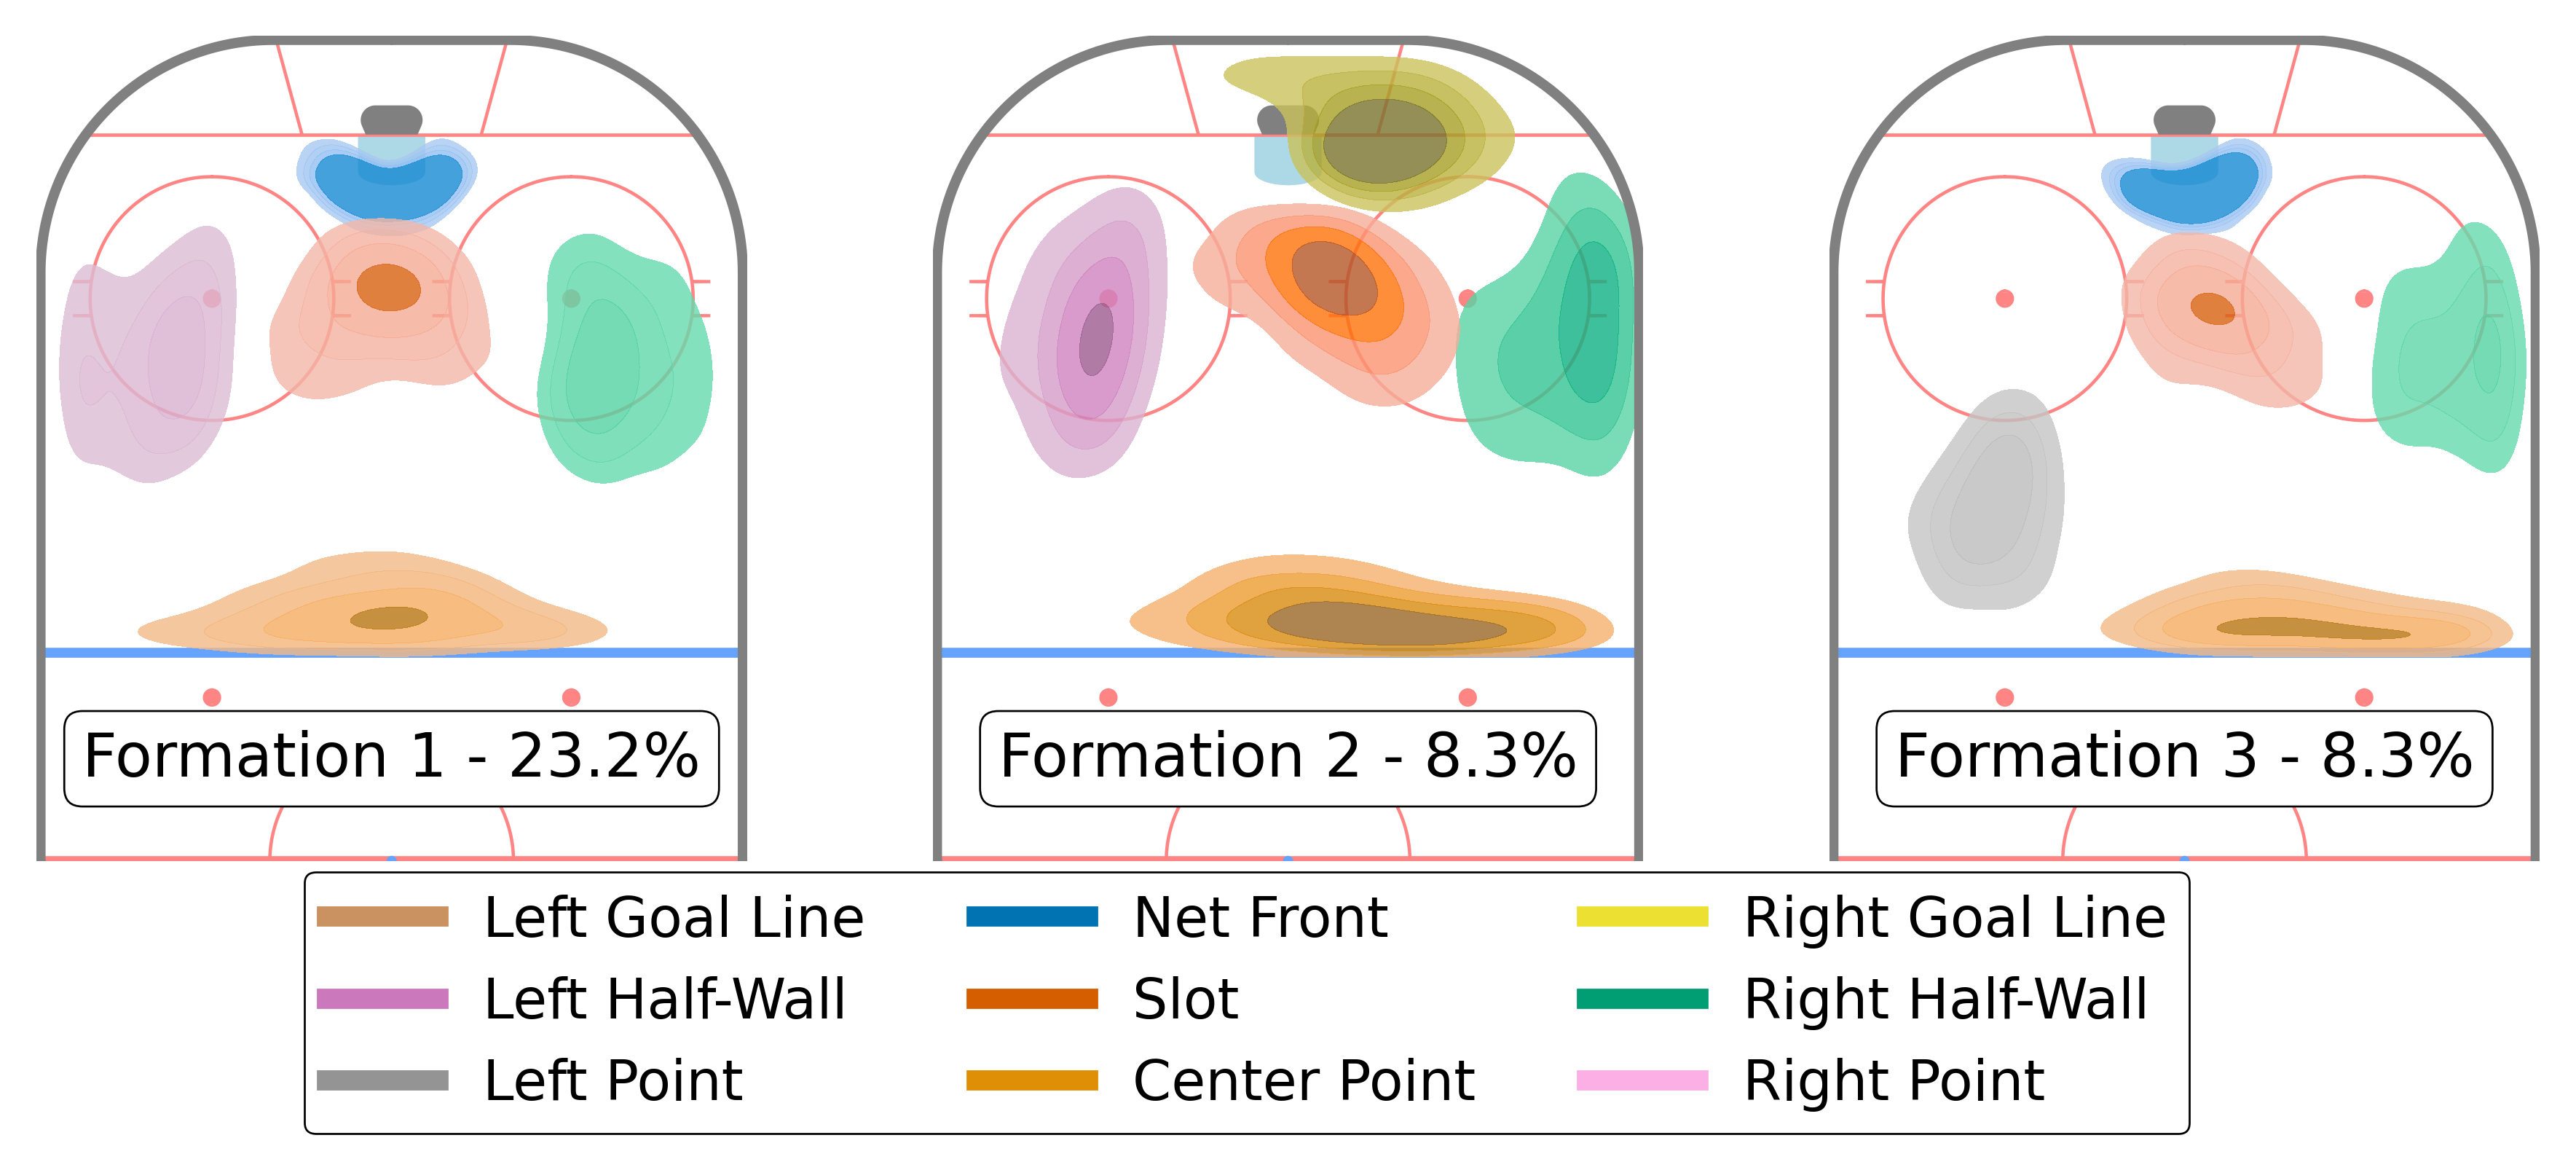 Formation 1 - 23.2%
Formation 2 - 8.3%
Formation 3 - 8.3%
Left Goal Line
Net Front
Right Goal Line
Left Half-Wall
Slot
Right Half-Wall
Left Point
Center Point
Right Point